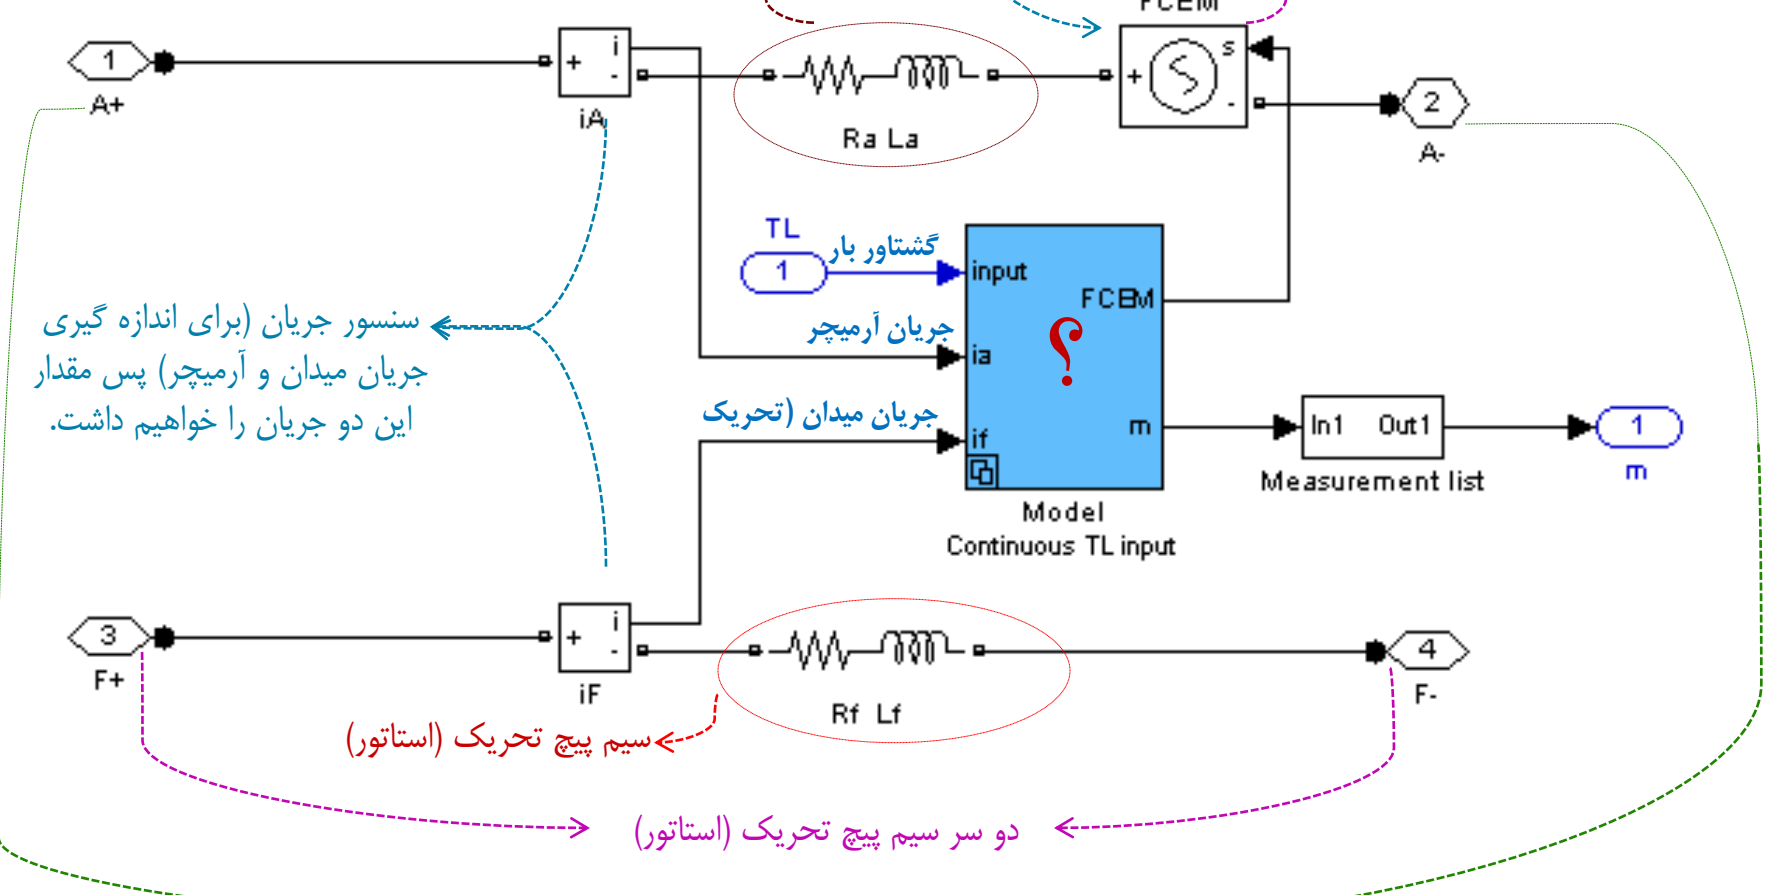 FCEM
1
A+
+
i
-
iA
Ra La
+
s
-
2
A-
TL
1
گشتاور بار
input
FCEM
جریان آرمیچر
ia
؟
سنسور جریان (برای اندازه گیری
جریان میدان و آرمیچر) پس مقدار
این دو جریان را خواهیم داشت.
جریان میدان (تحریک
if
m
In1
Out1
Measurement list
1
m
Model
Continuous TL input
3
F+
+
i
-
iF
Rf Lf
4
F-
سیم پیچ تحریک (استاتور)
دو سر سیم پیچ تحریک (استاتور)